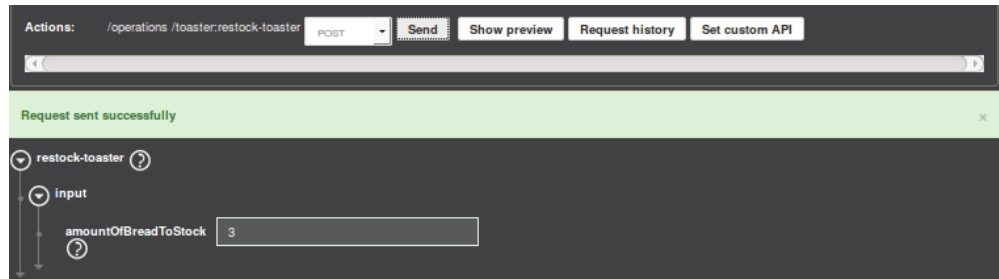 Actions: /operations /toaster:restock-toaster POST Send Show preview Request history Set custom API
Request sent successfully ×
restock-toaster ?
input
amountOfBreadToStock 3
?